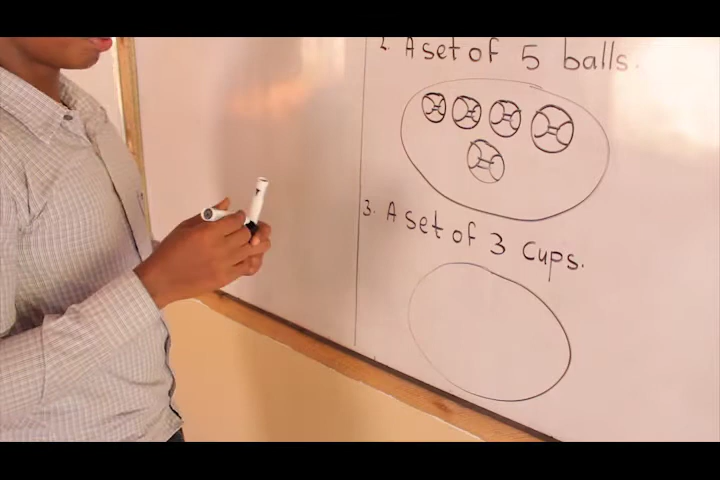 2. A set of 5 balls.
3. A set of 3 cups.